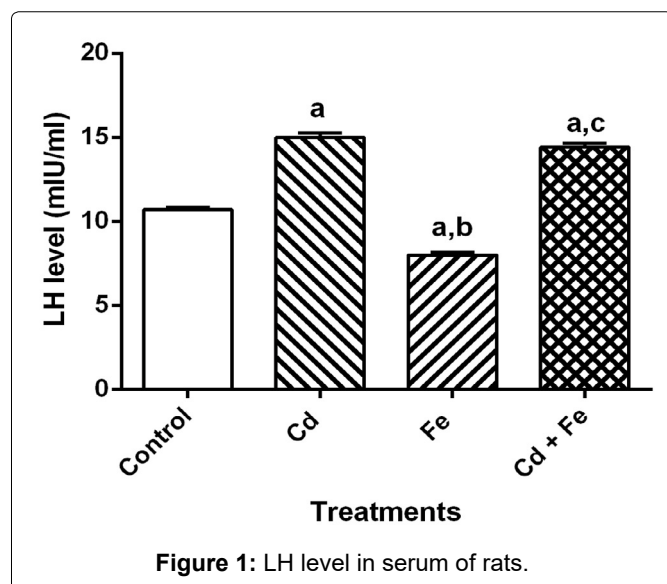 20
15
10
5
0
LH level (mIU/ml)
a
a,b
a,c
Control
Cd
Fe
Cd + Fe
Treatments
Figure 1: LH level in serum of rats.